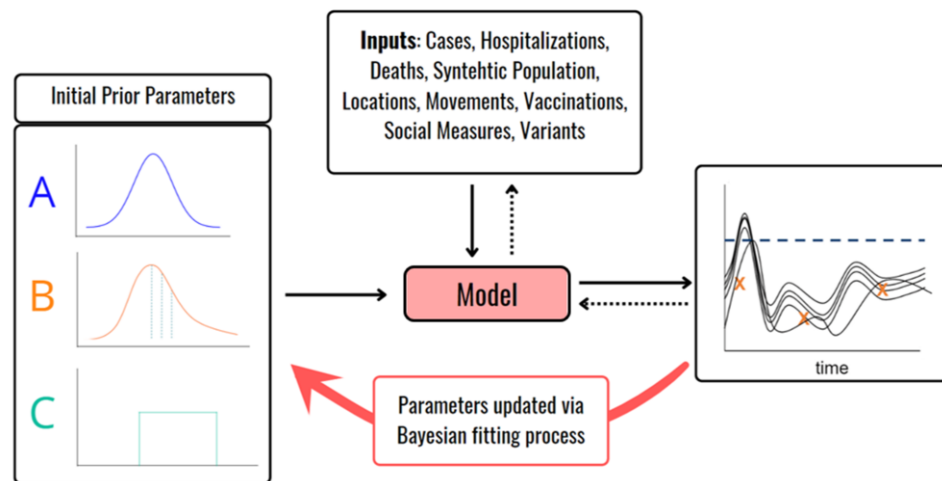 Initial Prior Parameters
A
B
C
Inputs: Cases, Hospitalizations,
Deaths, Syntehtic Population,
Locations, Movements, Vaccinations,
Social Measures, Variants
Model
X
X
X
time
Parameters updated via
Bayesian fitting process